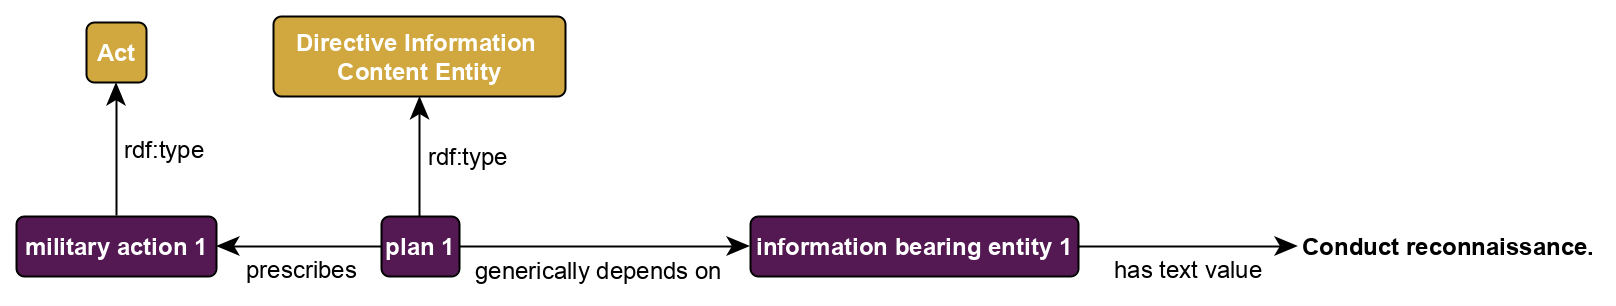 Act
Directive Information
Content Entity
rdf:type
rdf:type
military action 1
plan 1
information bearing entity 1
Conduct reconnaissance.
prescribes
generically depends on
has text value